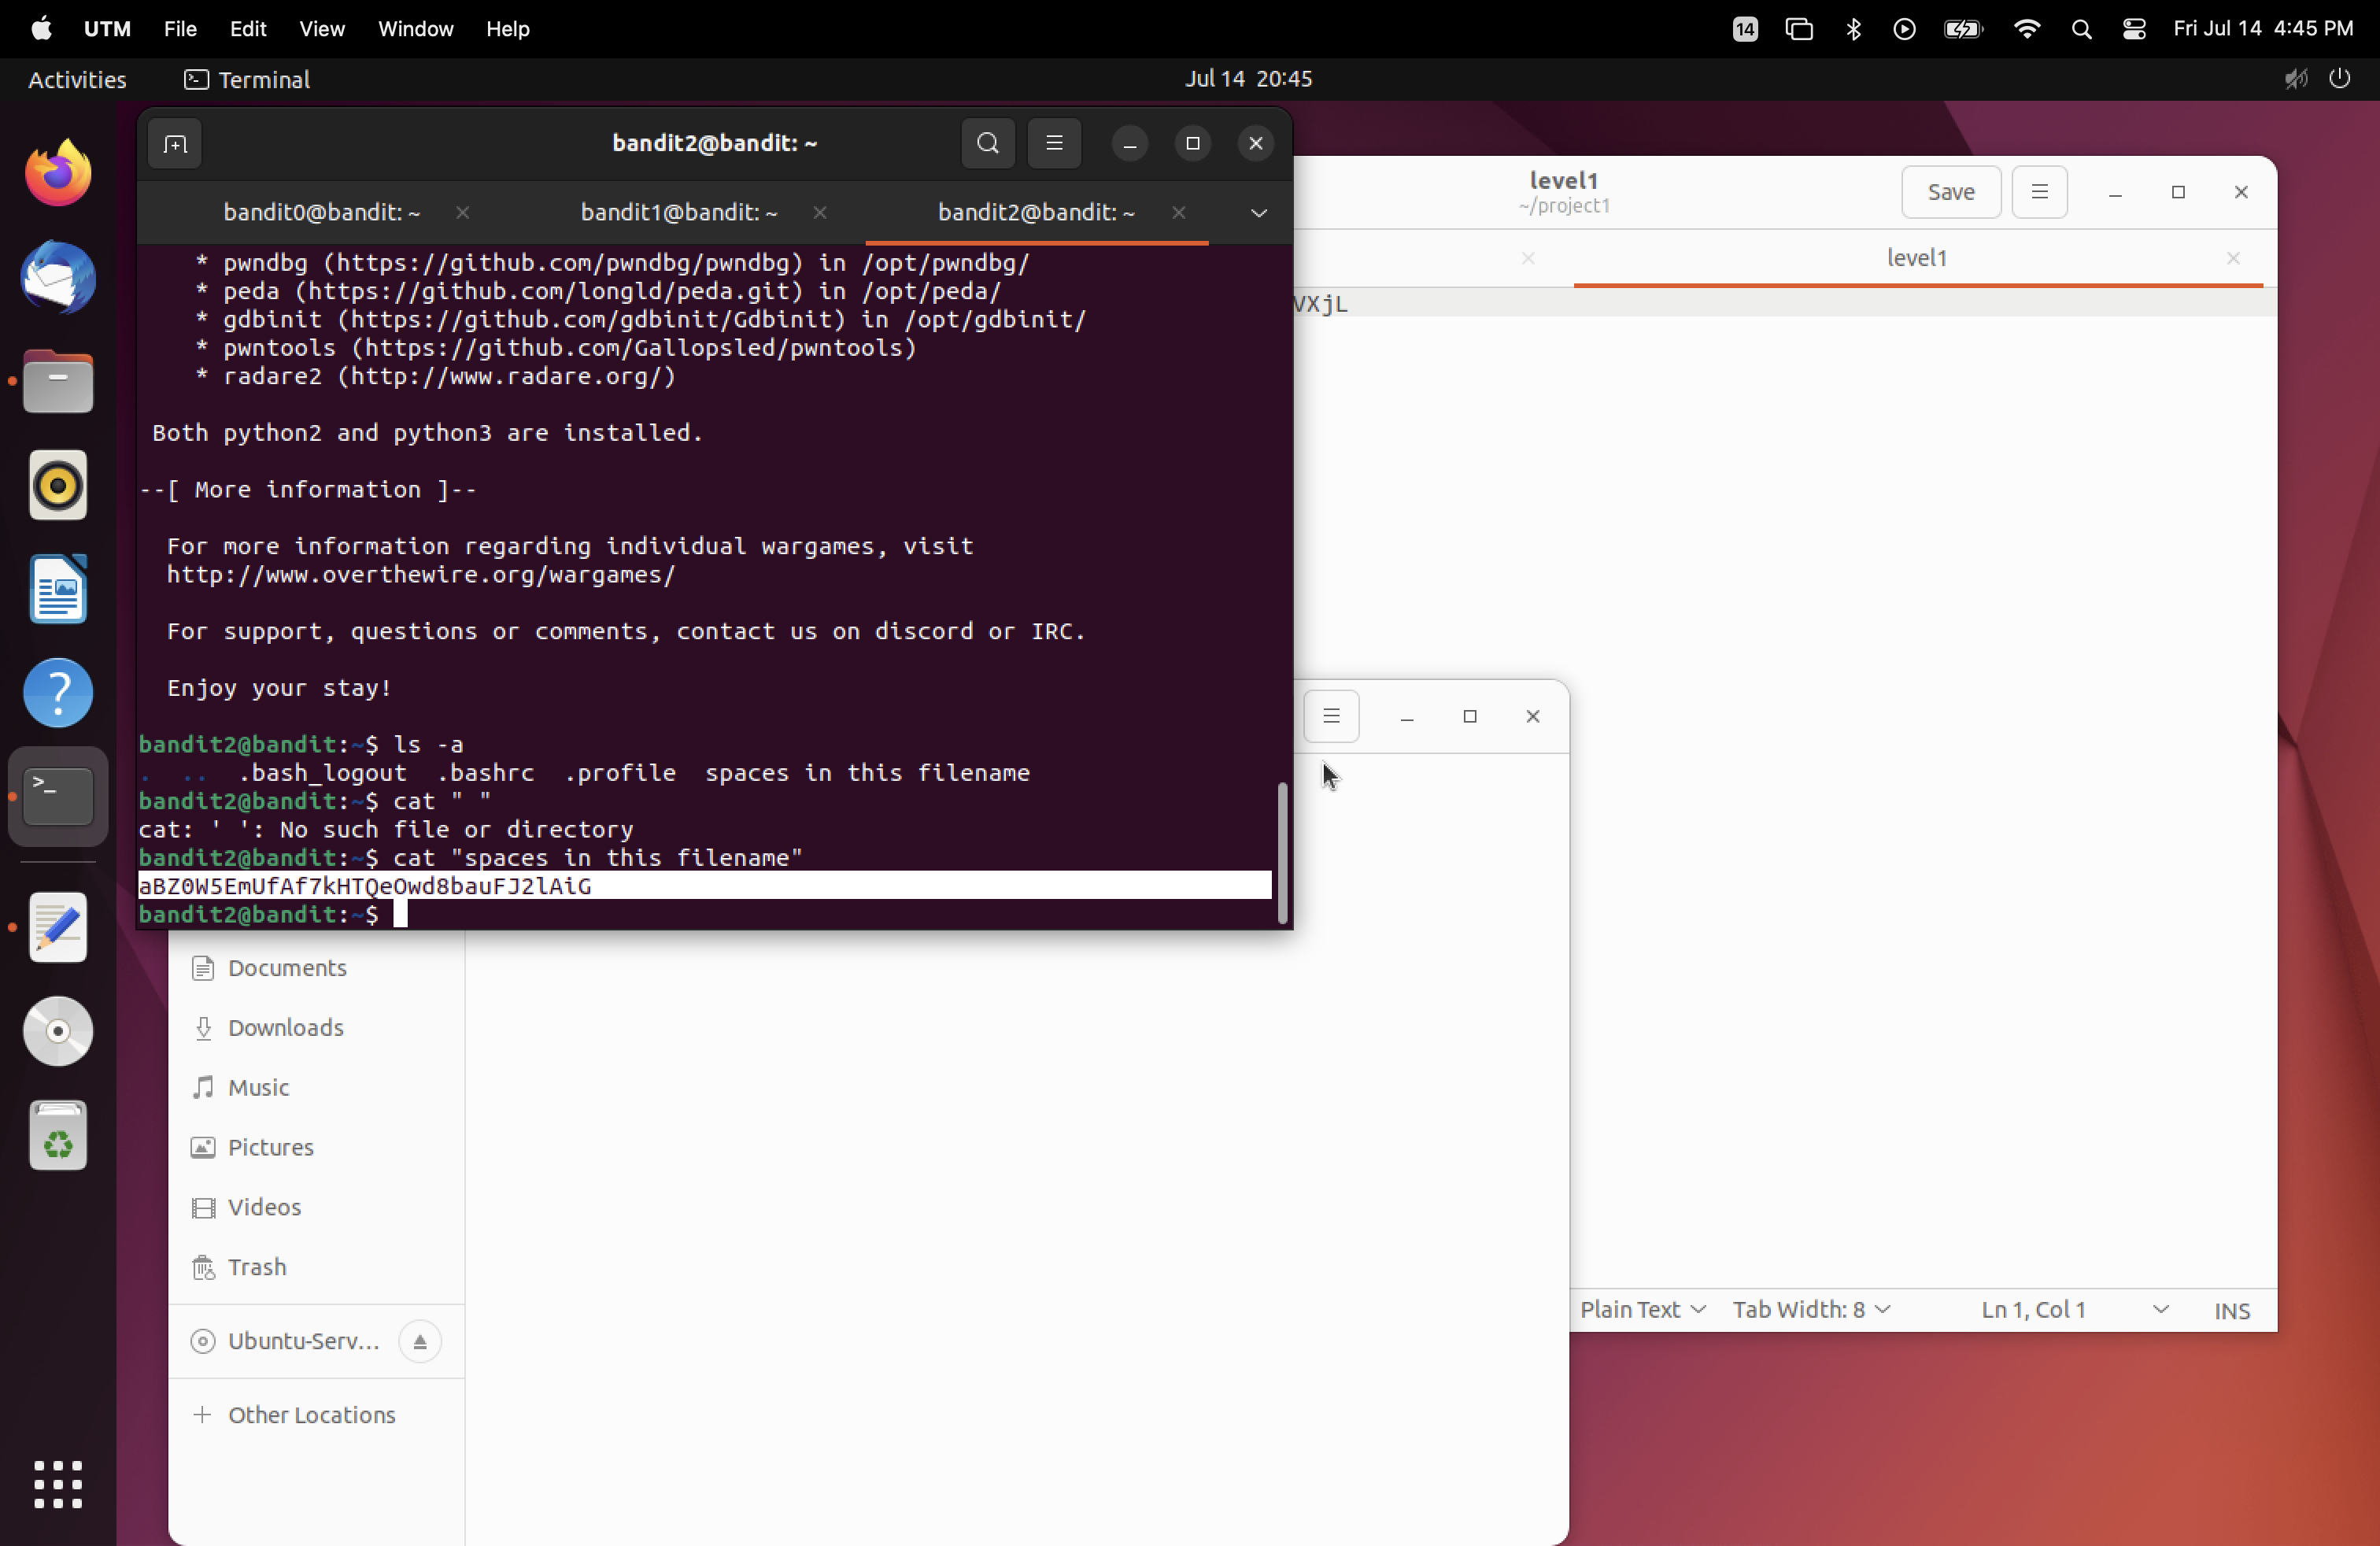 UTM File Edit View Window Help
14
Fri Jul 14 4:45 PM
Activities
Terminal
Jul 14 20:45
bandit2@bandit: ~
bandit0@bandit: ~
bandit1@bandit: ~
bandit2@bandit: ~
* pwndbg (https://github.com/pwndbg/pwndbg) in /opt/pwndbg/
* peda (https://github.com/longld/peda.git) in /opt/peda/
* gdbinit (https://github.com/gdbinit/Gdbinit) in /opt/gdbinit/
* pwntools (https://github.com/Gallopsled/pwntools)
* radare2 (http://www.radare.org/)
Both python2 and python3 are installed.
--[ More information ]--
For more information regarding individual wargames, visit
http://www.overthewire.org/wargames/
For support, questions or comments, contact us on discord or IRC.
Enjoy your stay!
bandit2@bandit:~$ ls -a
. .. .bash_logout .bashrc .profile spaces in this filename
bandit2@bandit:~$ cat " "
cat: ' ': No such file or directory
bandit2@bandit:~$ cat "spaces in this filename"
aBZ0W5EmUfAf7kHTQeOwd8bauFJ2lAiG
bandit2@bandit:~$
level1
~/project1
Save
level1
VXjL
Documents
Downloads
Music
Pictures
Videos
Trash
Ubuntu-Serv...
Other Locations
Plain Text
Tab Width: 8
Ln 1, Col 1
INS